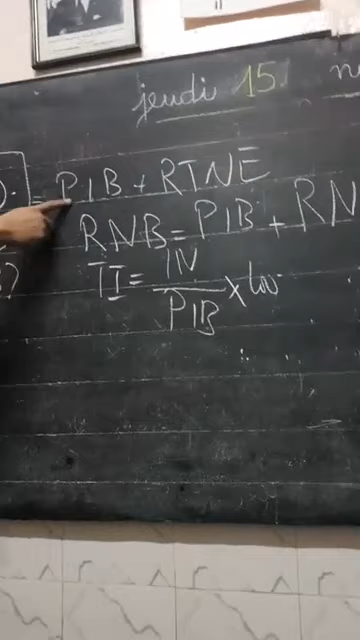 jeudi 15
= PIB + RTNE
RNB = PIB + RN
TI = IN / PIB x 100